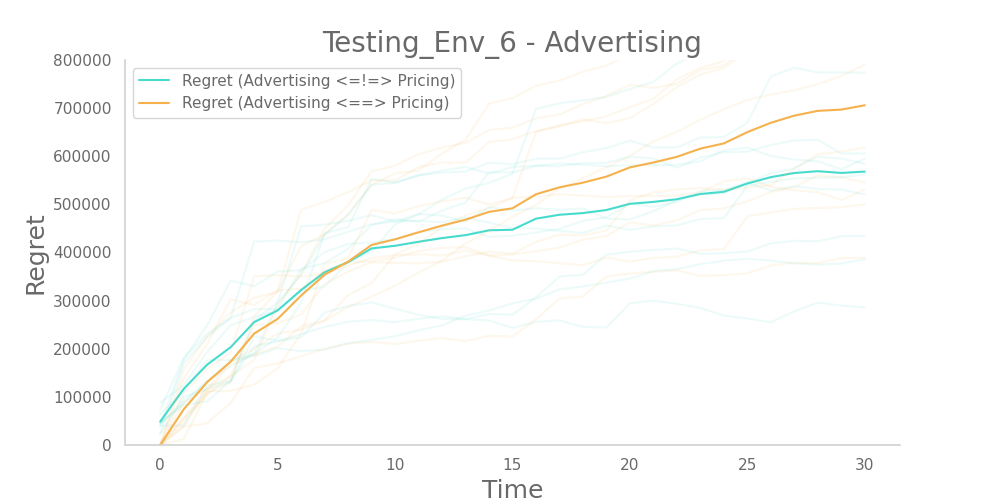 Testing_Env_6 - Advertising
Regret (Advertising <=!=> Pricing)
Regret (Advertising <==> Pricing)
Regret
800000
700000
600000
500000
400000
300000
200000
100000
0
0 5 10 15 20 25 30
Time